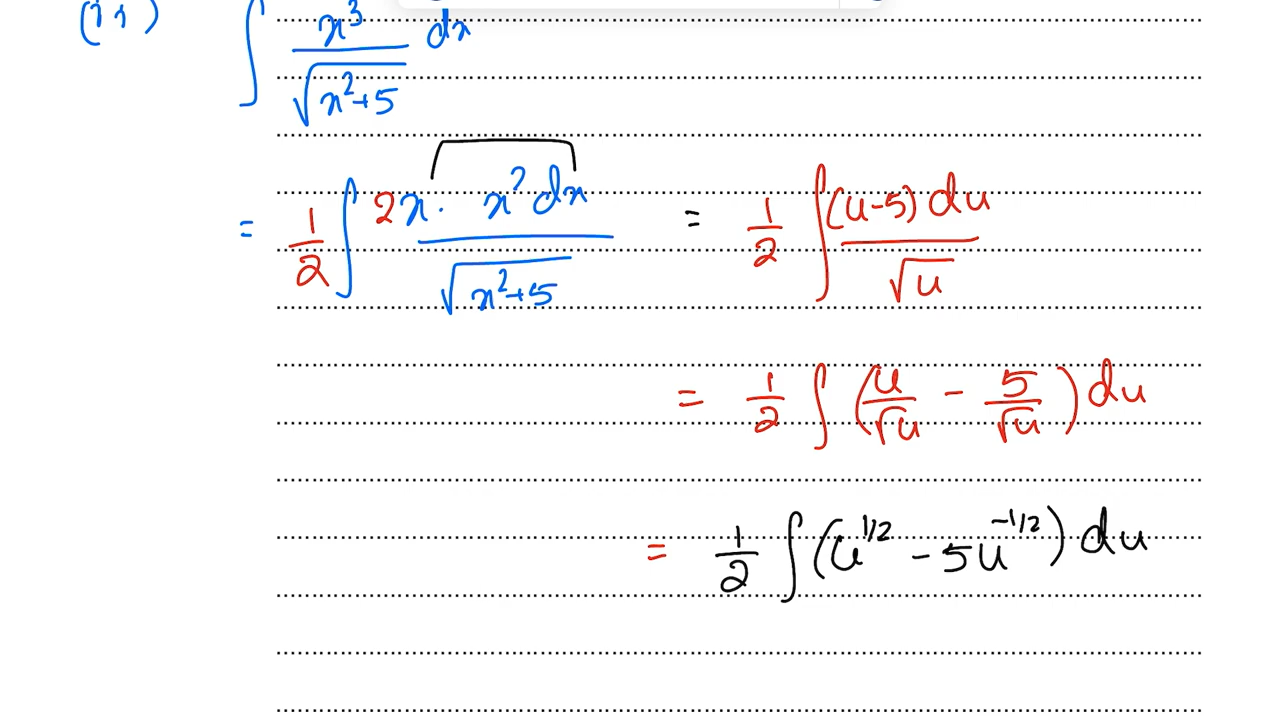 (ii) ∫ x³/√(x²+5) dx
= 1/2 ∫ 2x · x² dx/√(x²+5) = 1/2 ∫ (u-5) du/√u
= 1/2 ∫ (u/√u - 5/√u) du
= 1/2 ∫ (u^1/2 - 5u^-1/2) du